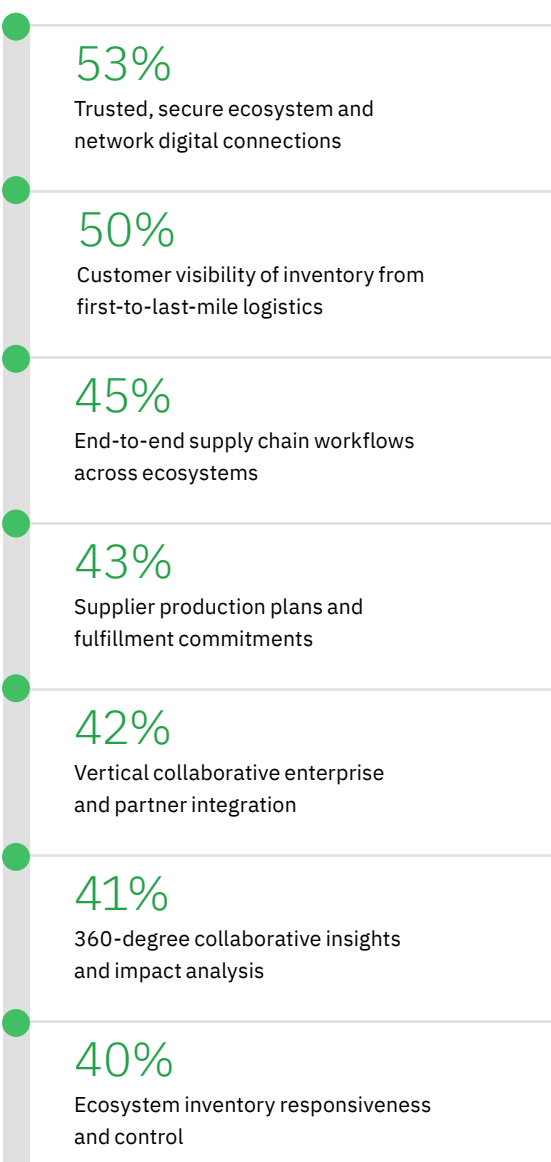 53%
Trusted, secure ecosystem and
network digital connections
50%
Customer visibility of inventory from
first-to-last-mile logistics
45%
End-to-end supply chain workflows
across ecosystems
43%
Supplier production plans and
fulfillment commitments
42%
Vertical collaborative enterprise
and partner integration
41%
360-degree collaborative insights
and impact analysis
40%
Ecosystem inventory responsiveness
and control